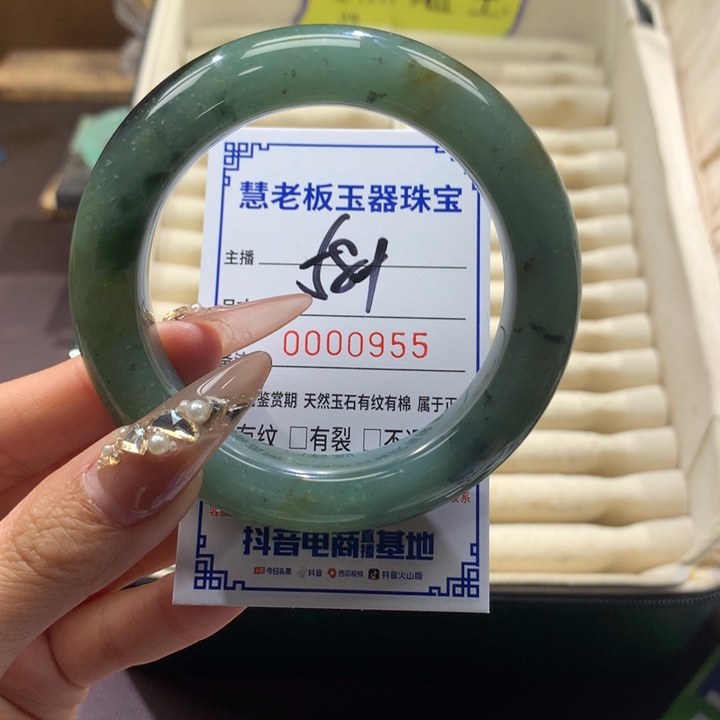 慧老板玉器珠宝
主播
0000955
鉴赏期 天然玉石有纹有棉 属于正
有纹 □有裂 □不
抖音电商直播基地
今日头条 抖音 西瓜视频 抖音火山版